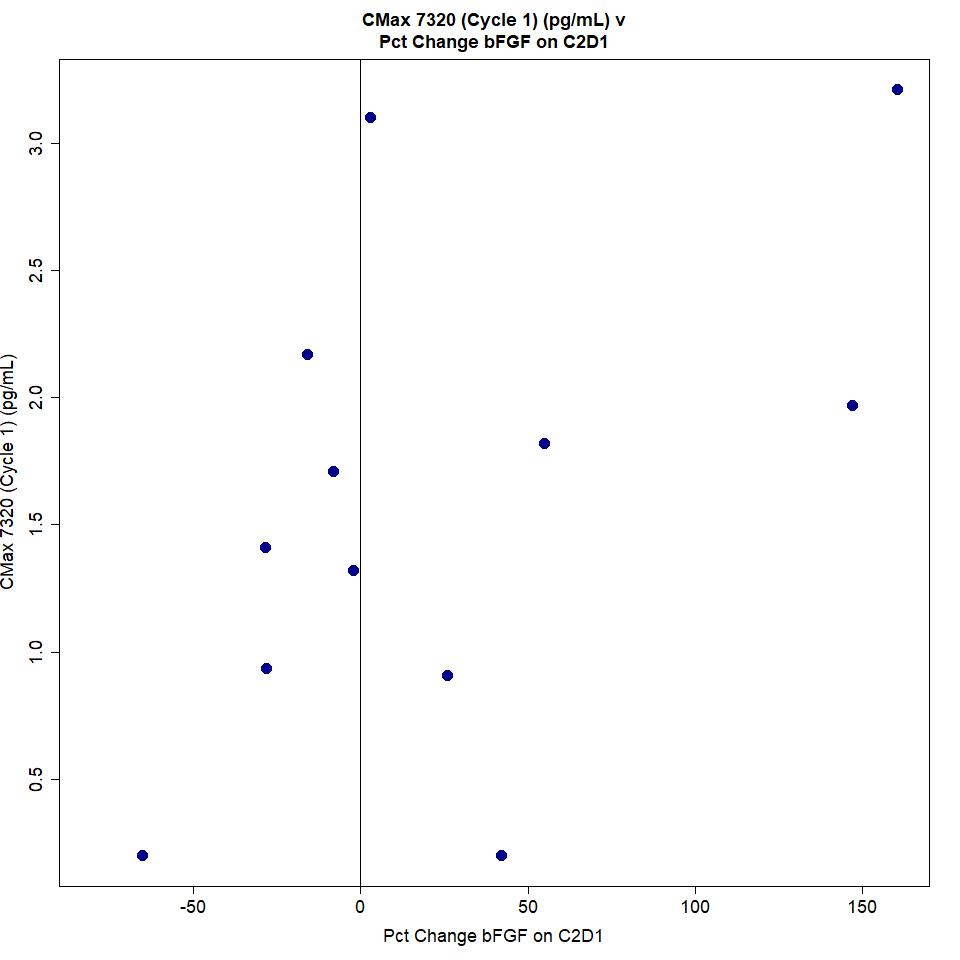 CMax 7320 (Cycle 1) (pg/mL) v
Pct Change bFGF on C2D1
CMax 7320 (Cycle 1) (pg/mL)
3.0
2.5
2.0
1.5
1.0
0.5
-50
0
50
100
150
Pct Change bFGF on C2D1